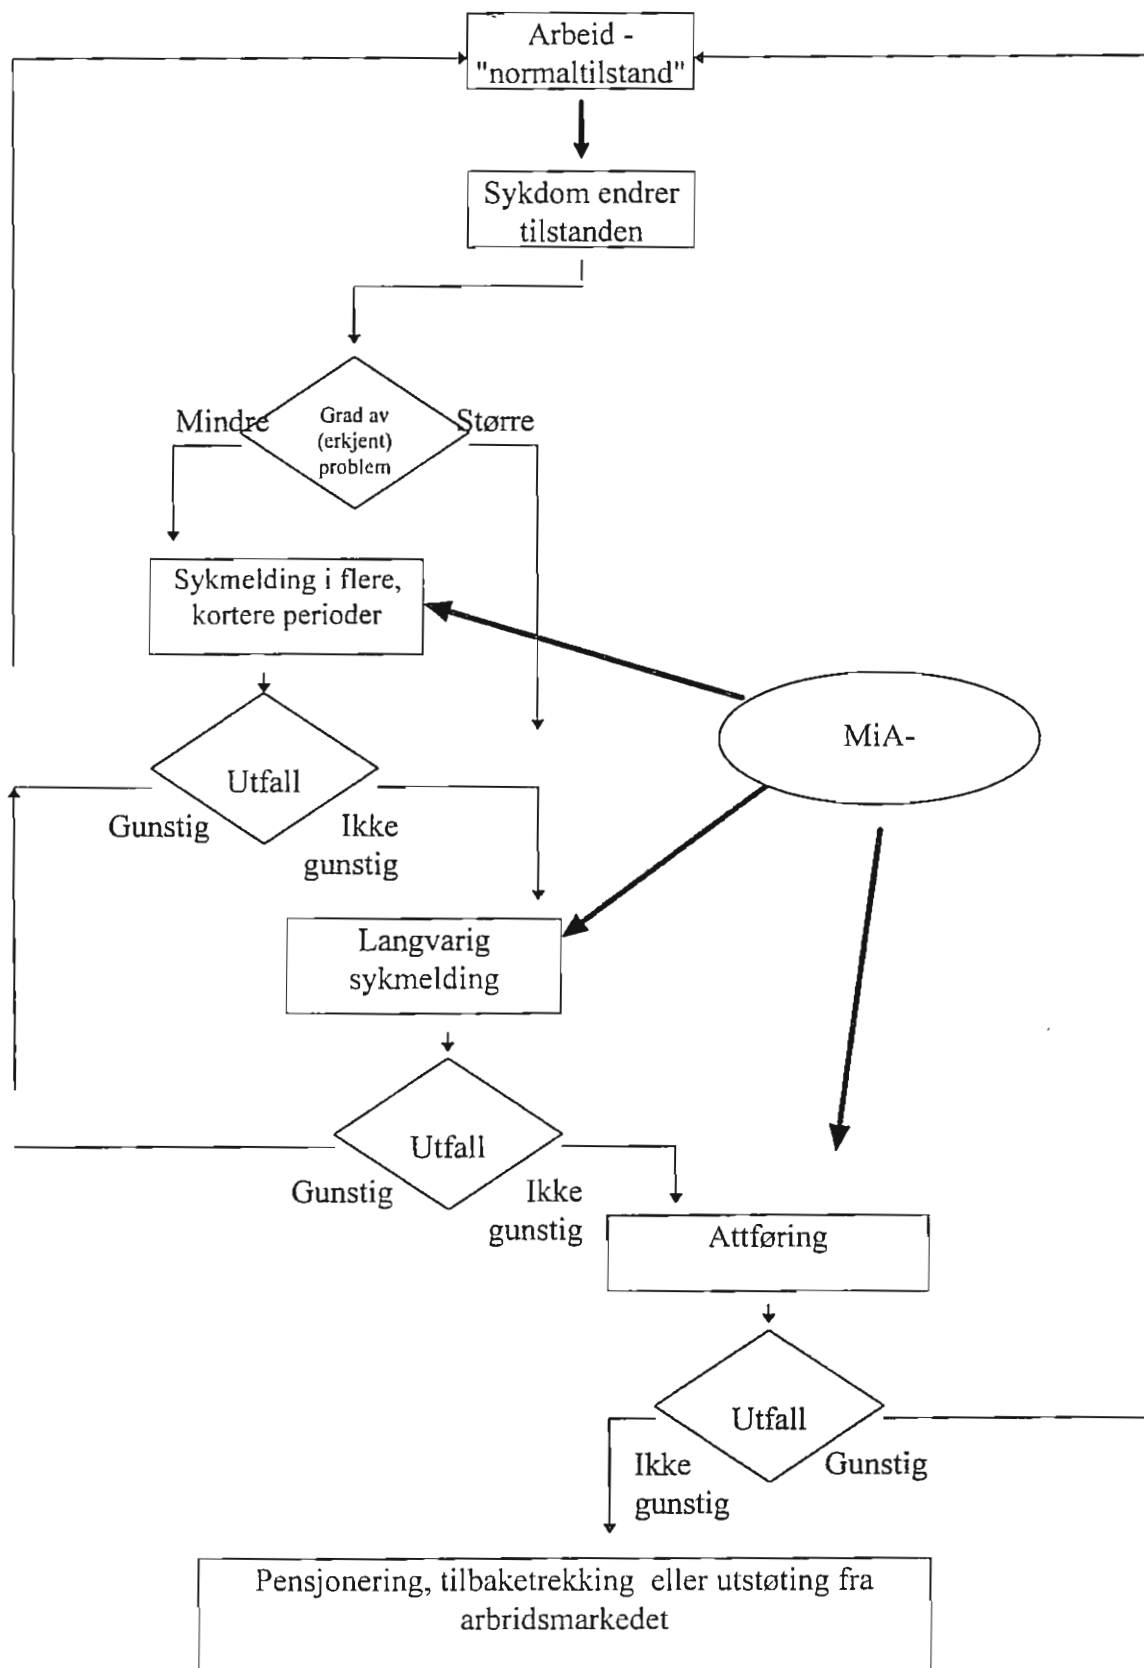 Arbeid -
"normaltilstand"
Sykdom endrer
tilstanden
Mindre
Grad av
(erkjent)
problem
Større
Sykmelding i flere,
kortere perioder
MiA-
Utfall
Gunstig
Ikke
gunstig
Langvarig
sykmelding
Utfall
Gunstig
Ikke
gunstig
Attføring
Utfall
Ikke
gunstig
Gunstig
Pensjonering, tilbaketrekking eller utstøting fra
arbridsmarkedet